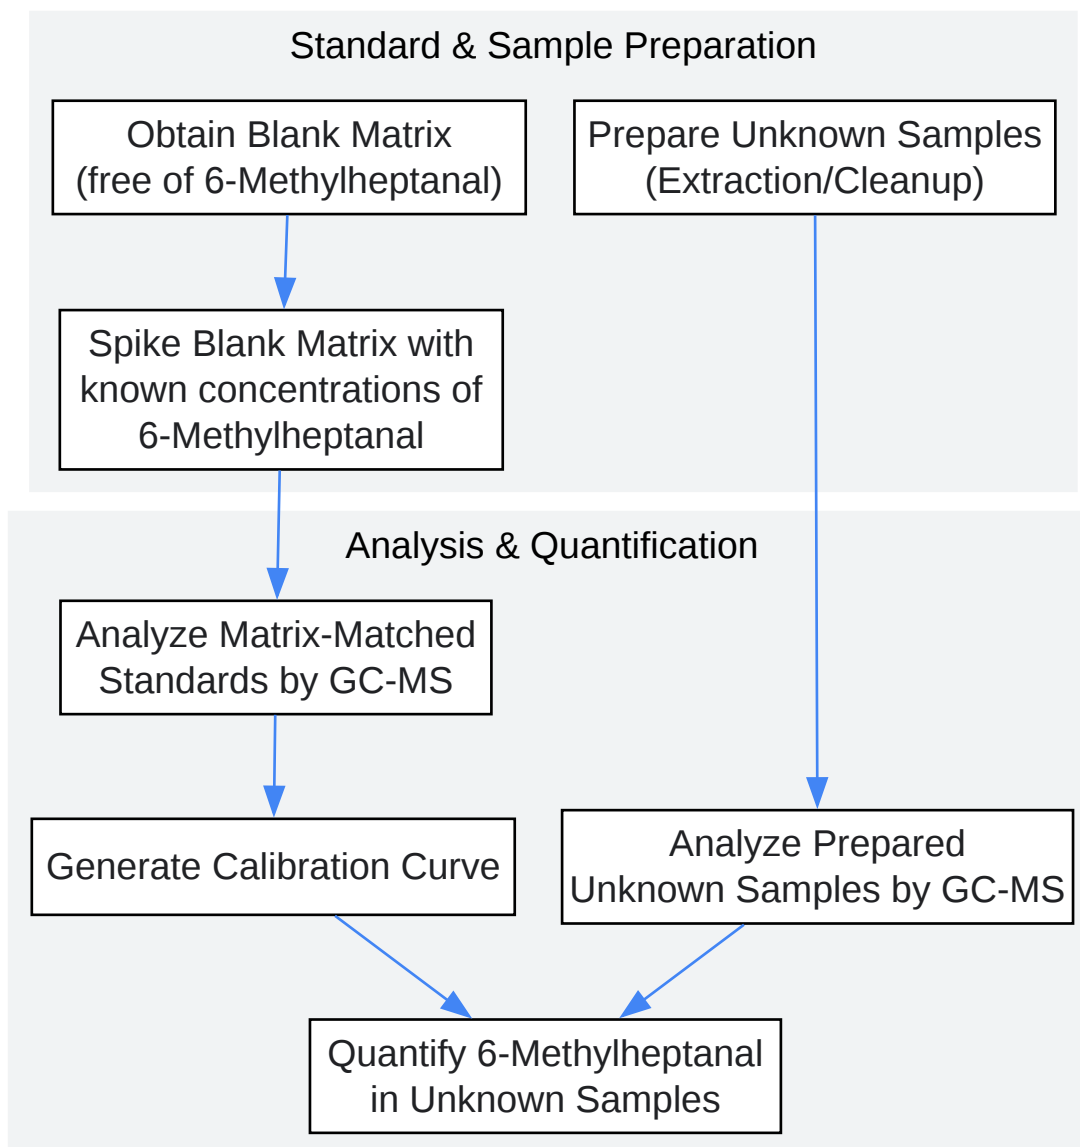 Standard & Sample Preparation
Obtain Blank Matrix
(free of 6-Methylheptanal)
Prepare Unknown Samples
(Extraction/Cleanup)
Spike Blank Matrix with
known concentrations of
6-Methylheptanal
Analysis & Quantification
Analyze Matrix-Matched
Standards by GC-MS
Generate Calibration Curve
Analyze Prepared
Unknown Samples by GC-MS
Quantify 6-Methylheptanal
in Unknown Samples